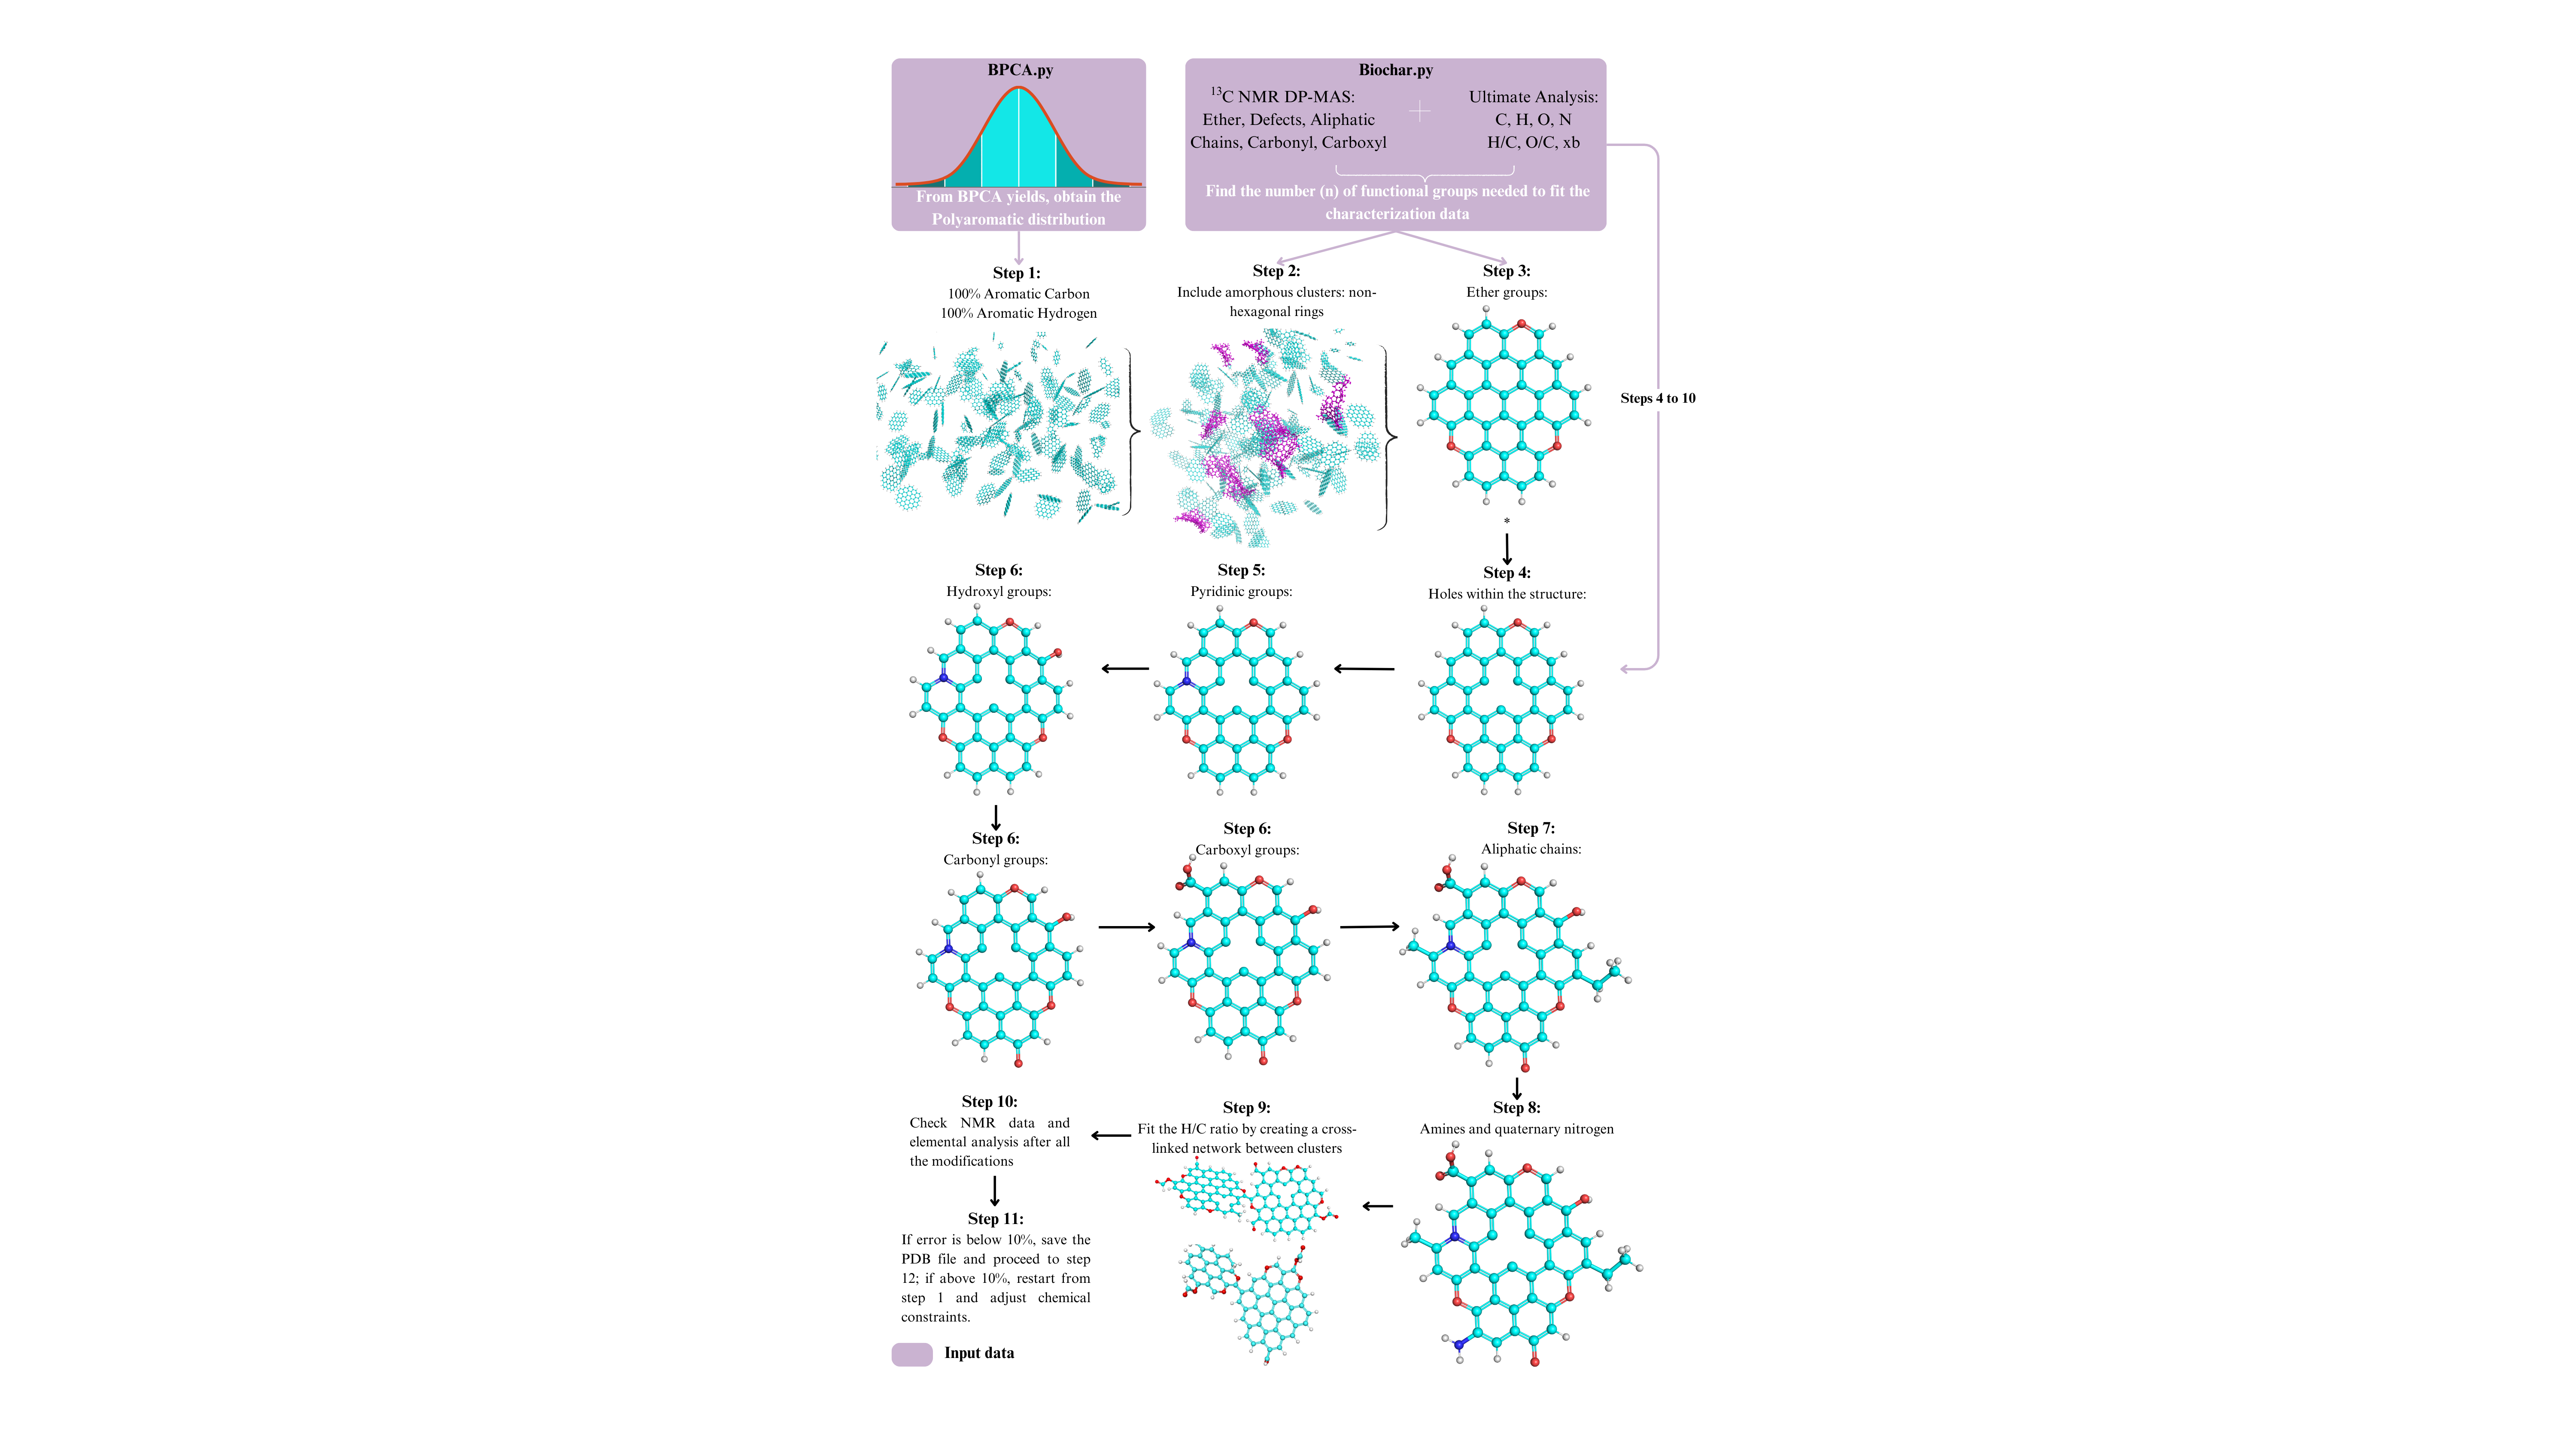 BPCA.py
From BPCA yields, obtain the
Polyaromatic distribution
Biochar.py
13C NMR DP-MAS:
Ether, Defects, Aliphatic
Chains, Carbonyl, Carboxyl
Ultimate Analysis:
C, H, O, N
H/C, O/C, xb
Find the number (n) of functional groups needed to fit the
characterization data
Step 1:
100% Aromatic Carbon
100% Aromatic Hydrogen
Step 2:
Include amorphous clusters: non-
hexagonal rings
Step 3:
Ether groups:
*
Steps 4 to 10
Step 4:
Holes within the structure:
Step 5:
Pyridinic groups:
Step 6:
Hydroxyl groups:
Step 6:
Carbonyl groups:
Step 6:
Carboxyl groups:
Step 7:
Aliphatic chains:
Step 8:
Amines and quaternary nitrogen
Step 9:
Fit the H/C ratio by creating a cross-
linked network between clusters
Step 10:
Check NMR data and
elemental analysis after all
the modifications
Step 11:
If error is below 10%, save the
PDB file and proceed to step
12; if above 10%, restart from
step 1 and adjust chemical
constraints.
Input data